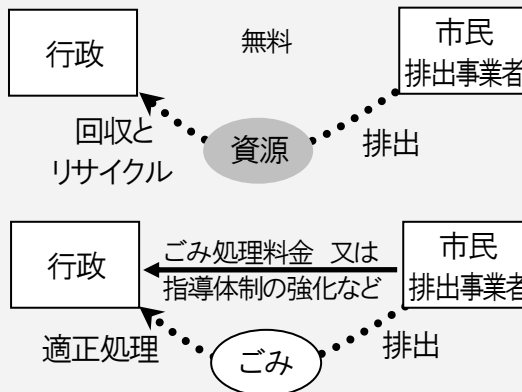 行政
無料
市民
排出事業者
回収と
リサイクル
資源
排出
行政
ごみ処理料金 又は
指導体制の強化など
市民
排出事業者
適正処理
ごみ
排出